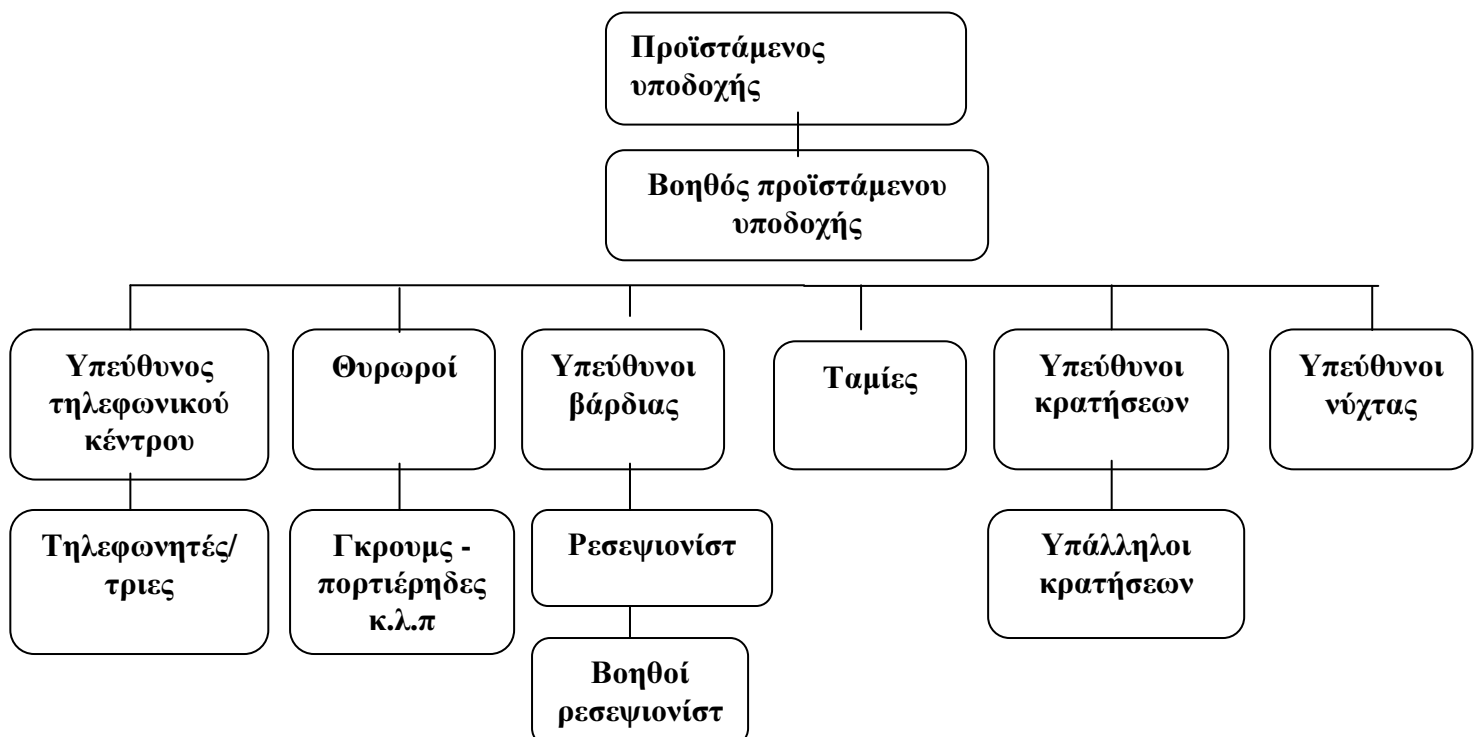 Προϊστάμενος
υποδοχής
Βοηθός προϊστάμενου
υποδοχής
Υπεύθυνος
τηλεφωνικού
κέντρου
Θυρωροί
Υπεύθυνοι
βάρδιας
Ταμίες
Υπεύθυνοι
κρατήσεων
Υπεύθυνοι
νύχτας
Τηλεφωνητές/
τριες
Γκρουμς -
πορτιέρηδες
κ.λ.π
Ρεσεψιονίστ
Υπάλληλοι
κρατήσεων
Βοηθοί
ρεσεψιονίστ